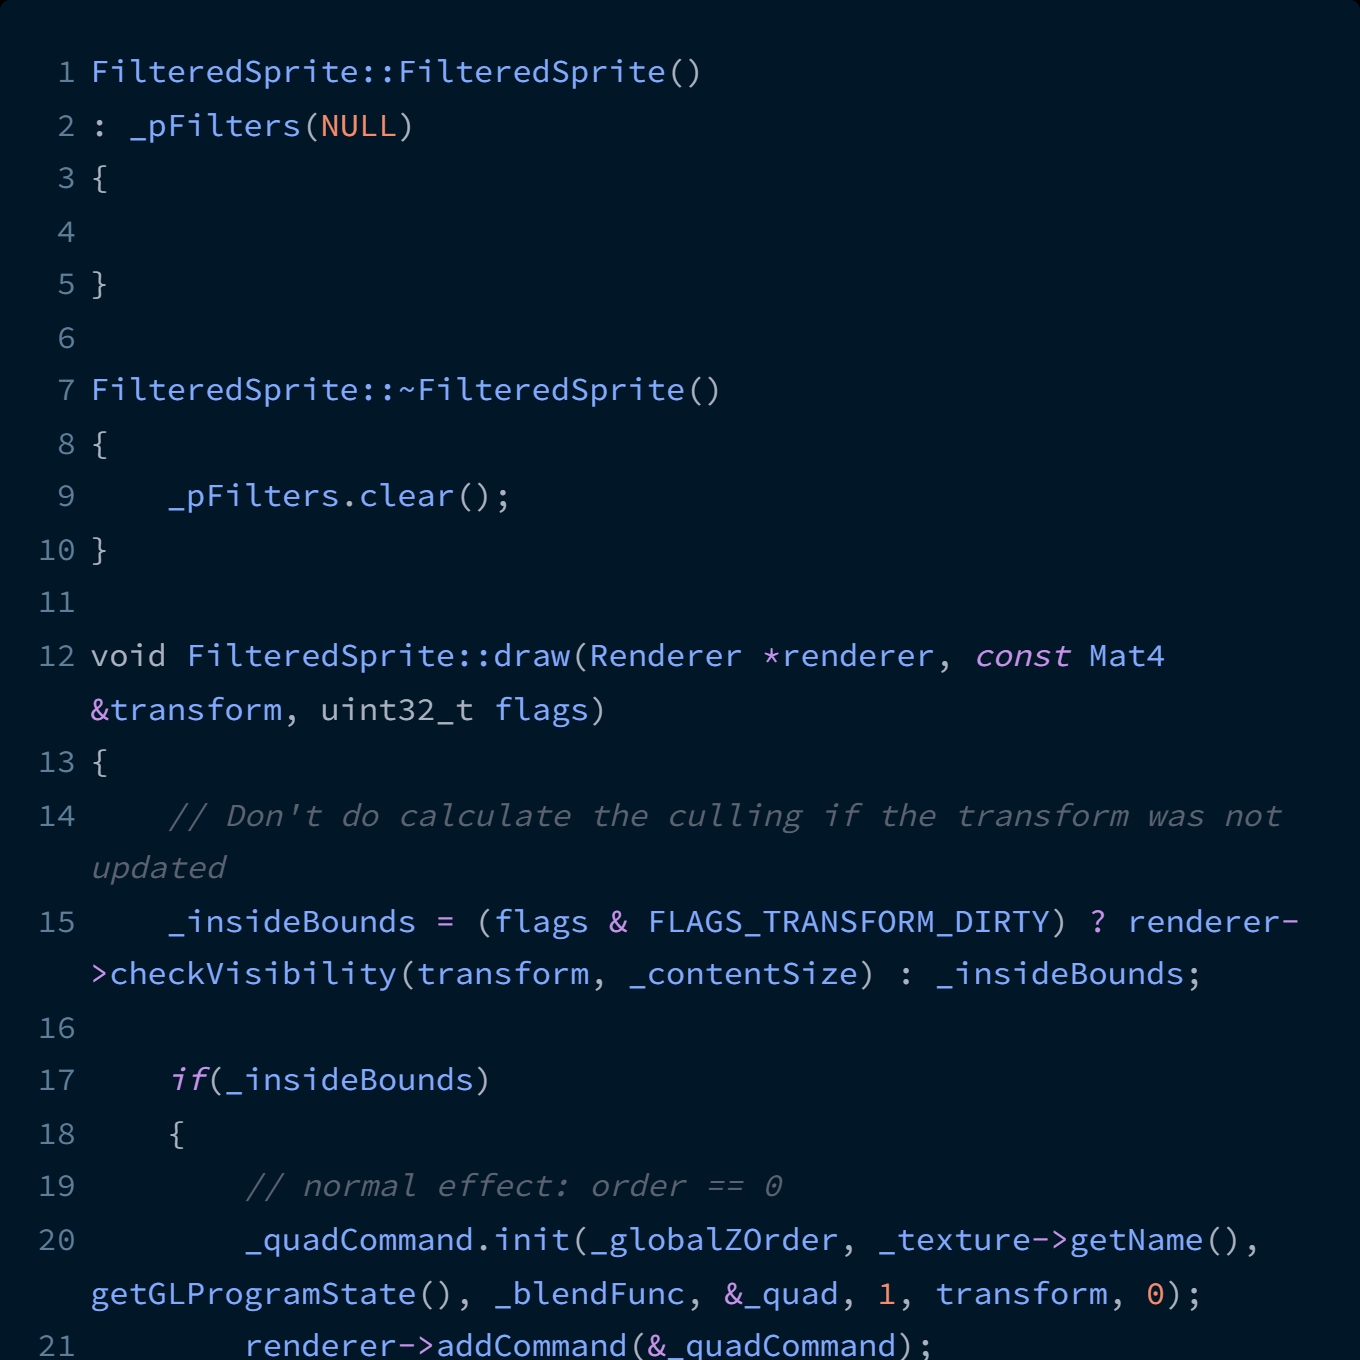 1 FilteredSprite::FilteredSprite()
2 : _pFilters(NULL)
3 {
4
5 }
6
7 FilteredSprite::~FilteredSprite()
8 {
9     _pFilters.clear();
10 }
11
12 void FilteredSprite::draw(Renderer *renderer, const Mat4
&transform, uint32_t flags)
13 {
14     // Don't do calculate the culling if the transform was not
updated
15     _insideBounds = (flags & FLAGS_TRANSFORM_DIRTY) ? renderer-
>checkVisibility(transform, _contentSize) : _insideBounds;
16
17     if(_insideBounds)
18     {
19         // normal effect: order == 0
20         _quadCommand.init(_globalZOrder, _texture->getName(),
getGLProgramState(), _blendFunc, &_quad, 1, transform, 0);
21         renderer->addCommand(&_quadCommand);